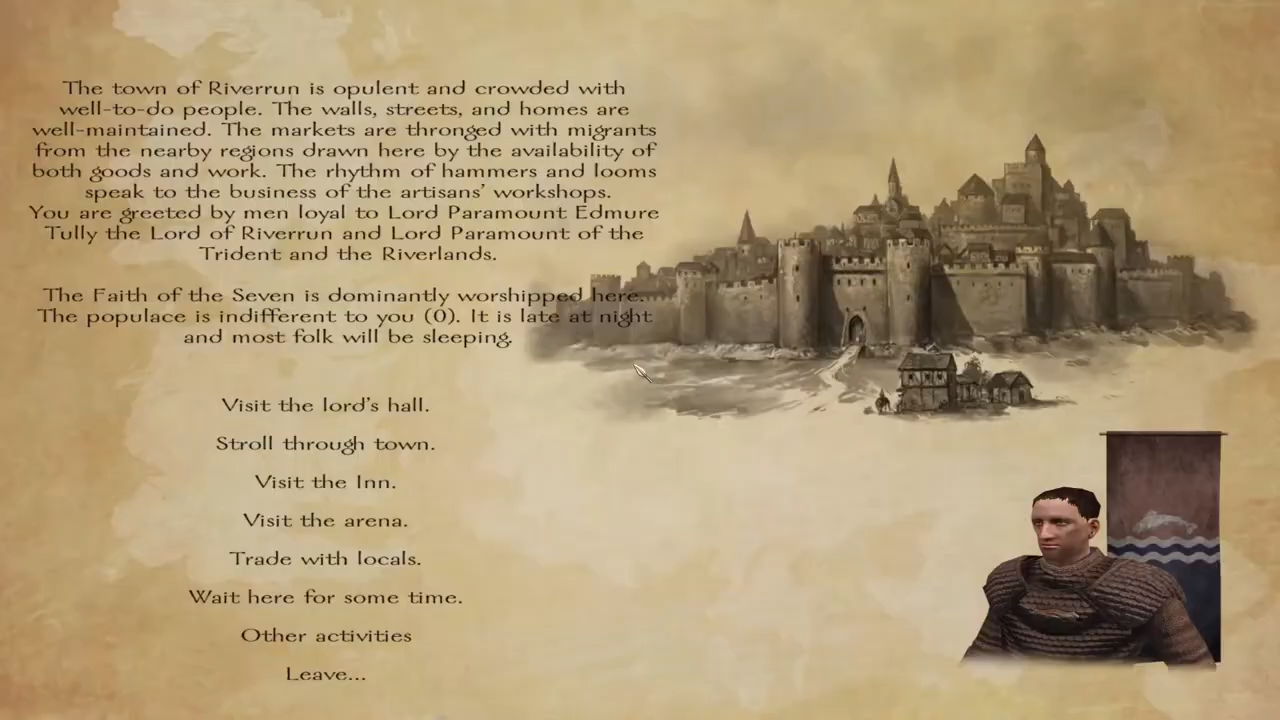 The town of Riverrun is opulent and crowded with
well-to-do people. The walls, streets, and homes are
well-maintained. The markets are thronged with migrants
from the nearby regions drawn here by the availability of
both goods and work. The rhythm of hammers and looms
speak to the business of the artisans' workshops.
You are greeted by men loyal to Lord Paramount Edmure
Tully the Lord of Riverrun and Lord Paramount of the
Trident and the Riverlands.
The Faith of the Seven is dominantly worshipped here.
The populace is indifferent to you (0). It is late at night
and most folk will be sleeping.
Visit the lord's hall.
Stroll through town.
Visit the Inn.
Visit the arena.
Trade with locals.
Wait here for some time.
Other activities
Leave...